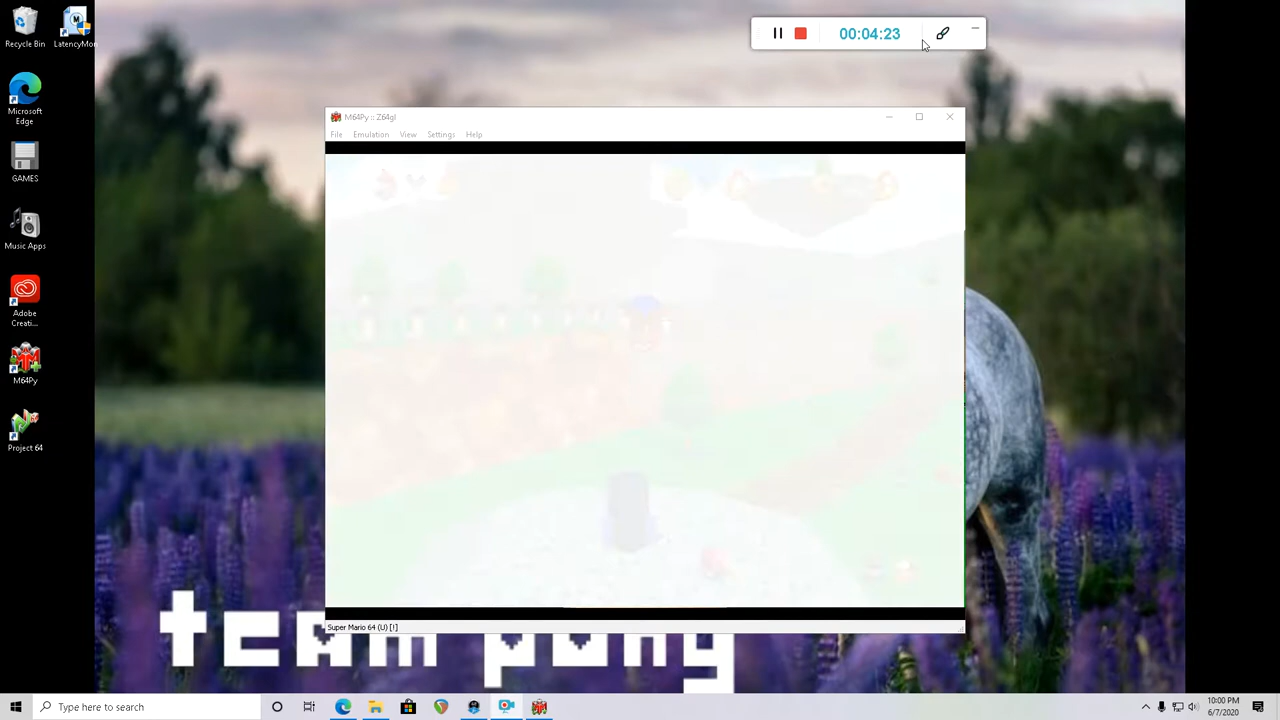 Recycle Bin
LatencyMon
00:04:23
Microsoft
Edge
GAMES
Music Apps
Adobe
Creati...
M64Py
Project 64
M64Py :: Z64gl
File Emulation View Settings Help
Super Mario 64 (U) [!]
team pony
Type here to search
10:00 PM
6/7/2020